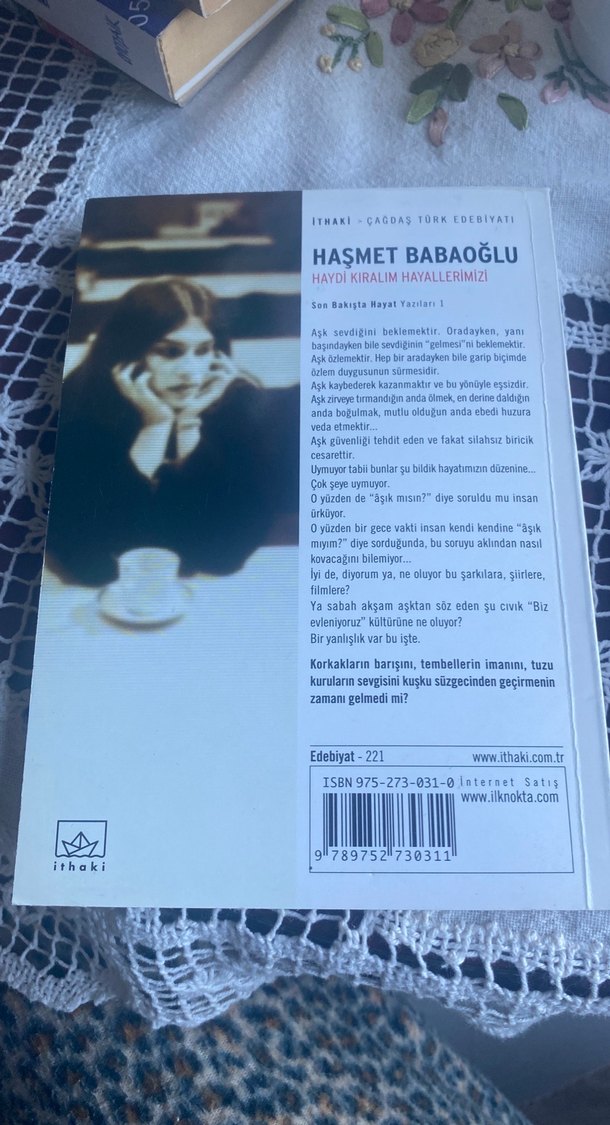 İTHAKİ - ÇAĞDAŞ TÜRK EDEBİYATI
HAŞMET BABAOĞLU
HAYDİ KIRALIM HAYALLERİMİZİ
Son Bakışta Hayat Yazıları 1
Aşk sevdiğini beklemektir. Oradayken, yanı
başındayken bile sevdiğinin “gelmesi”ni beklemektir.
Aşk özlemektir. Hep bir aradayken bile garip biçimde
özlem duygusunun sürmesidir.
Aşk kaybederek kazanmaktır ve bu yönüyle eşsizdir.
Aşk zirveye tırmandığın anda ölmek, en derine daldığın
anda boğulmak, mutlu olduğun anda ebedi huzura
veda etmektir...
Aşk güvenliği tehdit eden ve fakat silahsız biricik
cesarettir.
Uymuyor tabii bunlar şu bildik hayatımızın düzenine...
Çok şeye uymuyor.
O yüzden de “âşık mısın?” diye soruldu mu insan
ürküyor.
O yüzden bir gece vakti insan kendi kendine “âşık
mıyım?” diye sorduğunda, bu soruyu aklından nasıl
kovacağını bilemiyor...
İyi de, diyorum ya, ne oluyor bu şarkılara, şiirlere,
filmlere?
Ya sabah akşam aşktan söz eden şu cıvık “Biz
evleniyoruz” kültürüne ne oluyor?
Bir yanlışlık var bu işte.
Korkakların barışını, tembellerin imanını, tuzu
kuruların sevgisini kuşku süzgecinden geçirmenin
zamanı gelmedi mi?
Edebiyat - 221 www.ithaki.com.tr
ISBN 975-273-031-0 İnternet Satış
www.ilknokta.com
9 789752 730311
ithaki